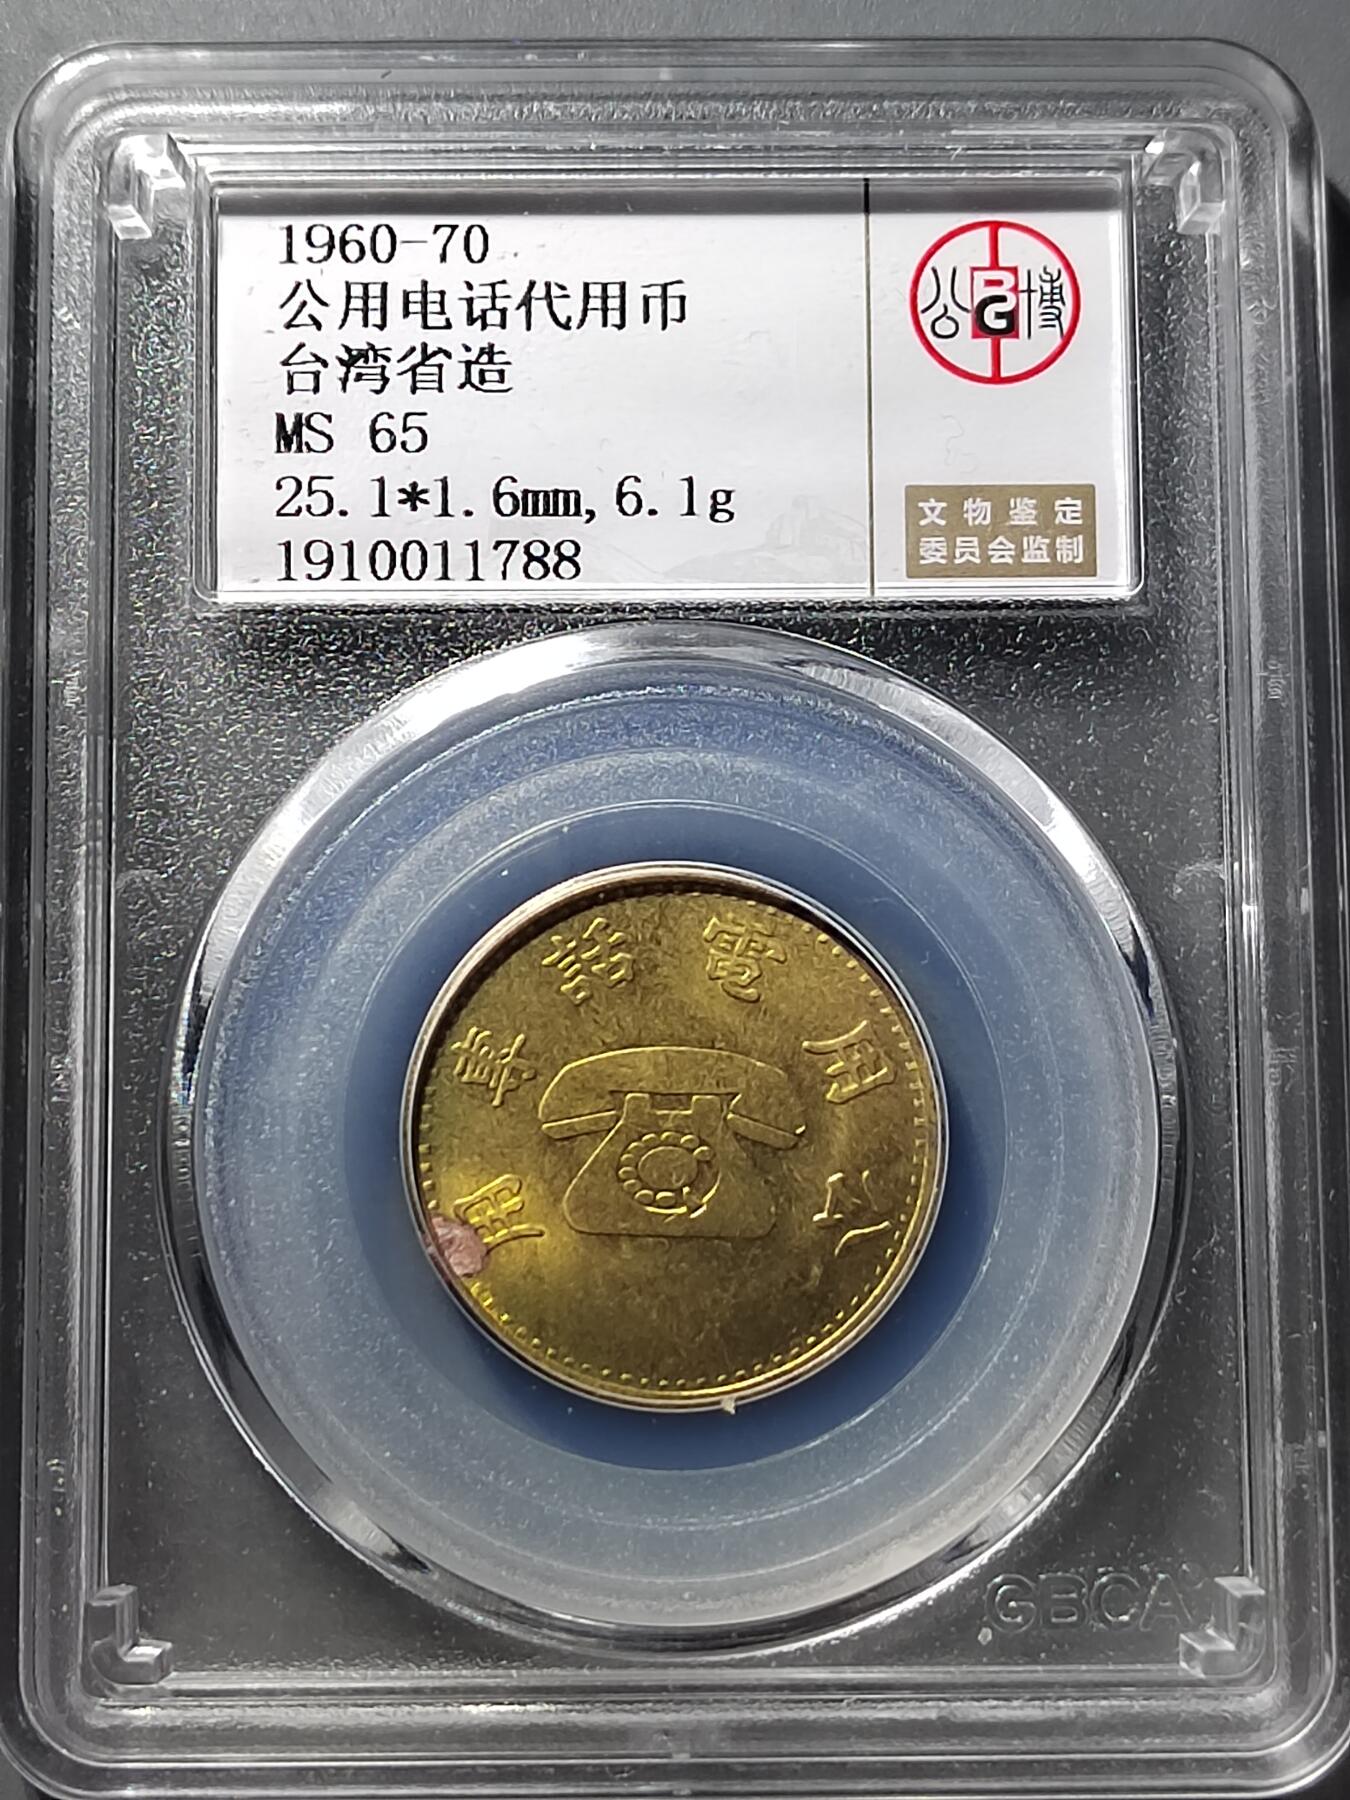 1960-70
公用电话代用币
台湾省造
MS 65
25.1*1.6mm,6.1g
1910011788
公 G 博
文物鉴定
委员会监制
公用電話專用
GBCA